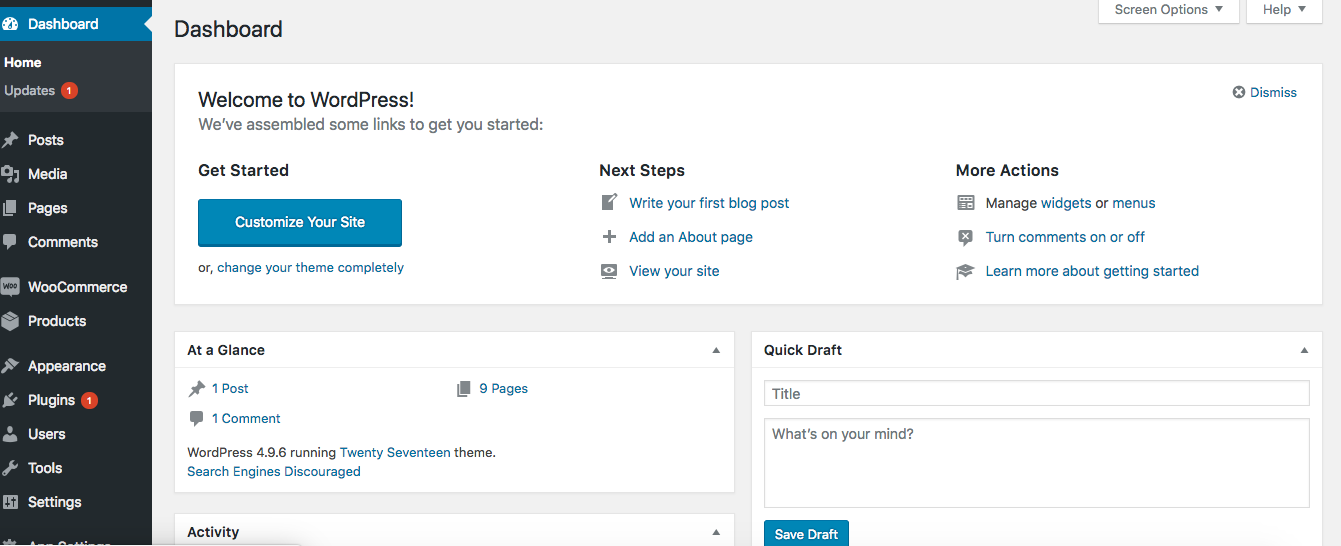 Dashboard
Home
Updates 1
Posts
Media
Pages
Comments
WOO WooCommerce
Products
Appearance
Plugins 1
Users
Tools
Settings
Screen Options ▼
Help ▼
Dashboard
Welcome to WordPress!
We've assembled some links to get you started:
Dismiss
Get Started
Customize Your Site
or, change your theme completely
Next Steps
Write your first blog post
Add an About page
View your site
More Actions
Manage widgets or menus
Turn comments on or off
Learn more about getting started
At a Glance
1 Post
9 Pages
1 Comment
WordPress 4.9.6 running Twenty Seventeen theme.
Search Engines Discouraged
Activity
Quick Draft
Title
What's on your mind?
Save Draft